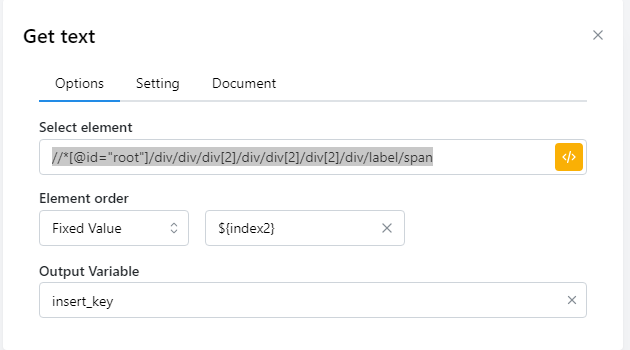 Get text
Options Setting Document
Select element
//*[@id="root"]/div/div/div[2]/div/div[2]/div[2]/div/label/span
</>
Element order
Fixed Value ${index2}
Output Variable
insert_key